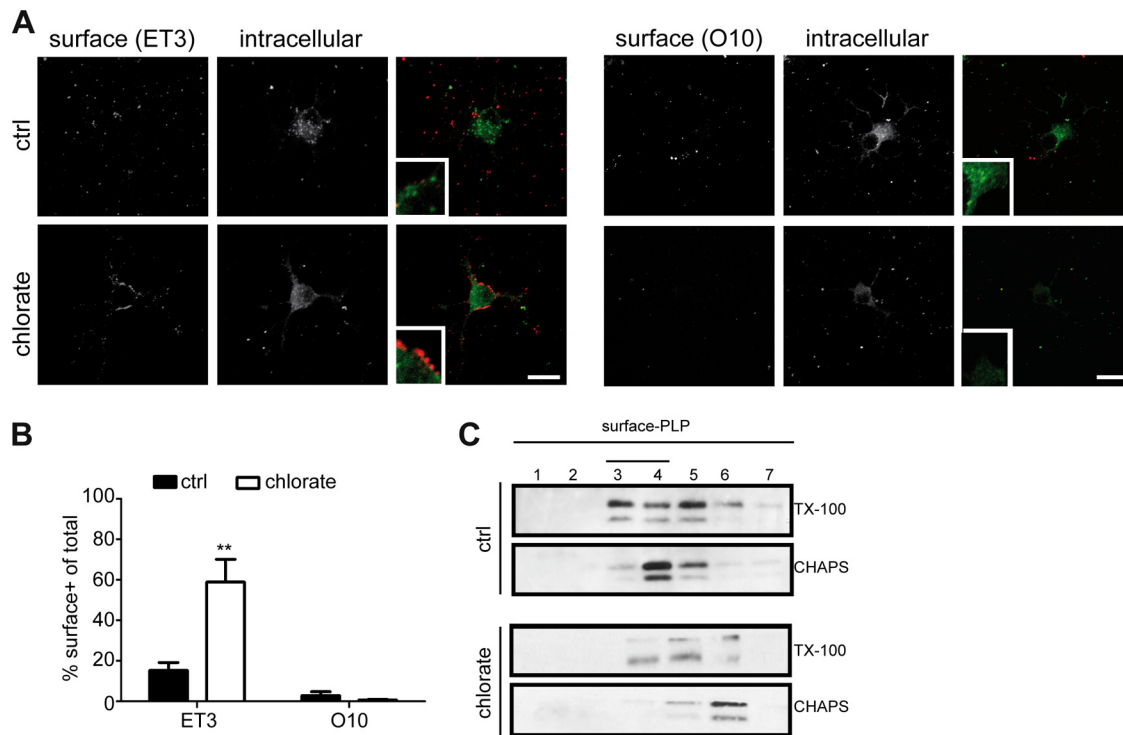 A
surface (ET3) intracellular surface (O10) intracellular
ctrl
chlorate
B
ctrl chlorate
% surface+ of total
100
80
60
40
20
0
**
ET3 O10
C
surface-PLP
1 2 3 4 5 6 7
ctrl
TX-100
CHAPS
chlorate
TX-100
CHAPS